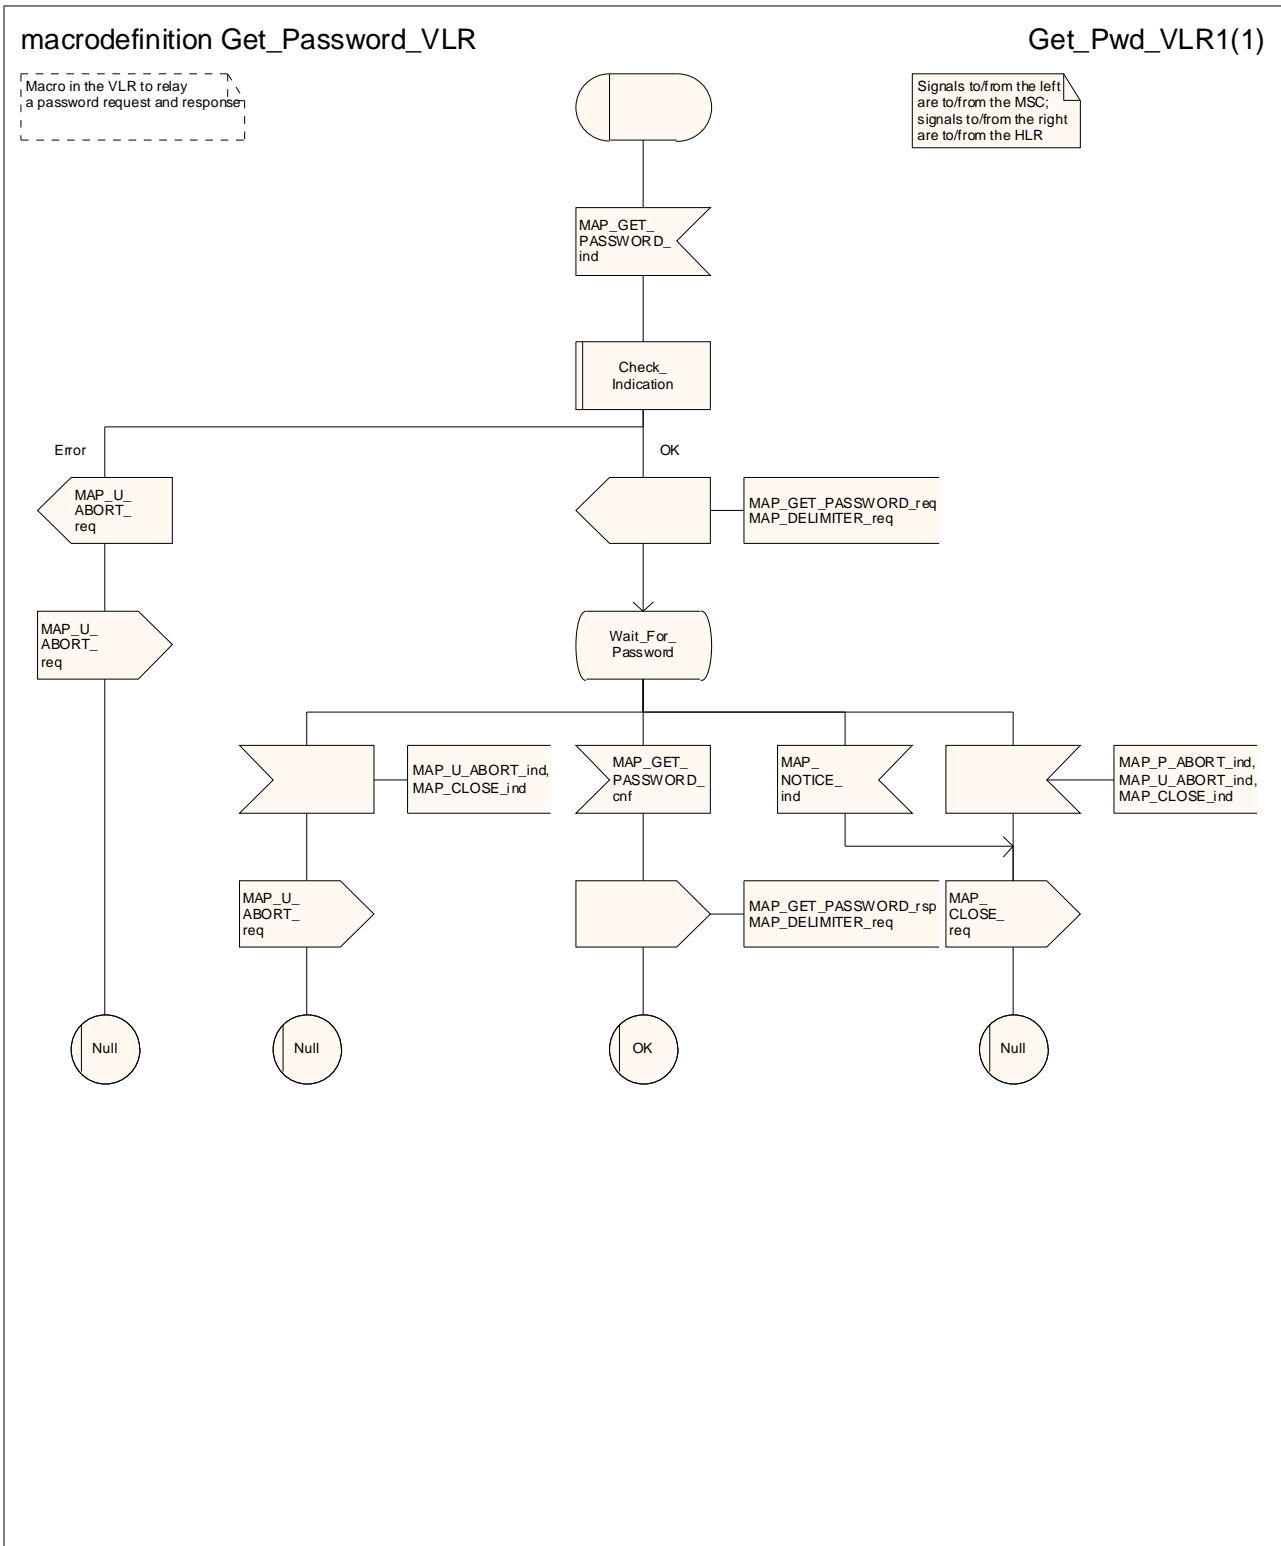 macrodefinition Get_Password_VLR
Get_Pwd_VLR1(1)
Macro in the VLR to relay
a password request and response
Signals to/from the left
are to/from the MSC;
signals to/from the right
are to/from the HLR
MAP_GET_
PASSWORD_
ind
Check_
Indication
Error
OK
MAP_U_
ABORT_
req
MAP_GET_PASSWORD_req
MAP_DELIMITER_req
MAP_U_
ABORT_
req
Wait_For_
Password
MAP_U_ABORT_ind,
MAP_CLOSE_ind
MAP_GET_
PASSWORD_
cnf
MAP_
NOTICE_
ind
MAP_P_ABORT_ind,
MAP_U_ABORT_ind,
MAP_CLOSE_ind
MAP_U_
ABORT_
req
MAP_GET_PASSWORD_rsp
MAP_DELIMITER_req
MAP_
CLOSE_
req
Null
Null
OK
Null